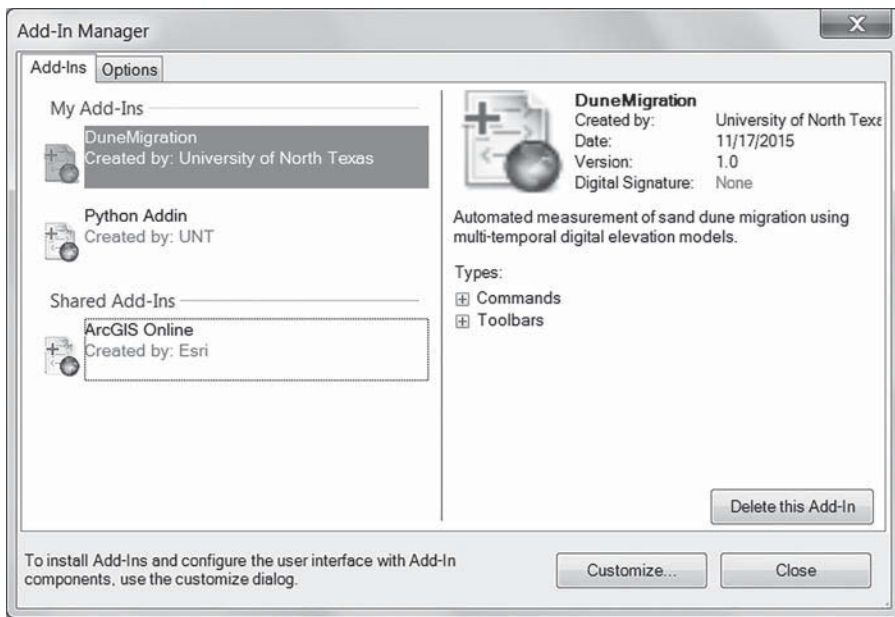 Add-In Manager
X
Add-Ins
Options
My Add-Ins
DuneMigration
Created by: University of North Texas
Python Addin
Created by: UNT
Shared Add-Ins
ArcGIS Online
Created by: Esri
DuneMigration
Created by: University of North Texa
Date: 11/17/2015
Version: 1.0
Digital Signature: None
Automated measurement of sand dune migration using
multi-temporal digital elevation models.
Types:
Commands
Toolbars
Delete this Add-In
To install Add-Ins and configure the user interface with Add-In
components, use the customize dialog.
Customize...
Close